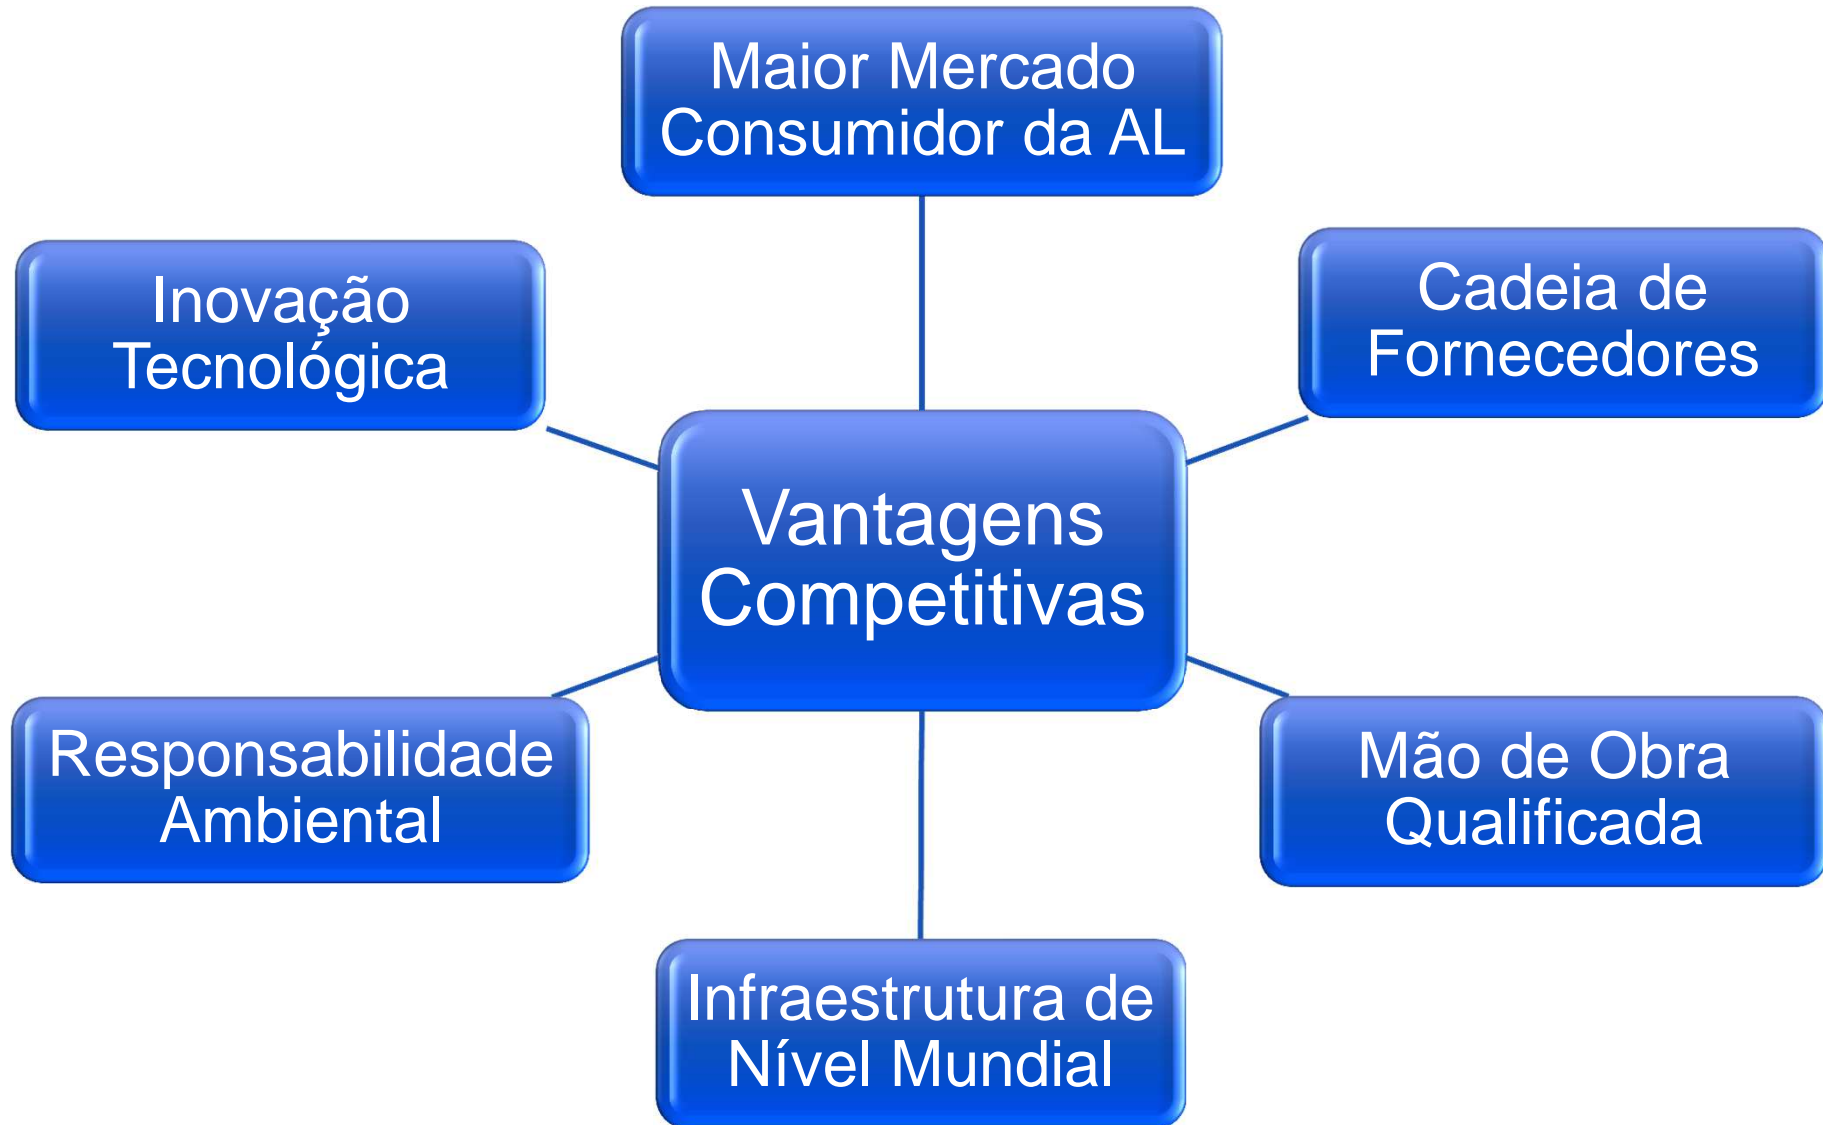 Maior Mercado
Consumidor da AL
Inovação
Tecnológica
Cadeia de
Fornecedores
Vantagens
Competitivas
Responsabilidade
Ambiental
Mão de Obra
Qualificada
Infraestrutura de
Nível Mundial